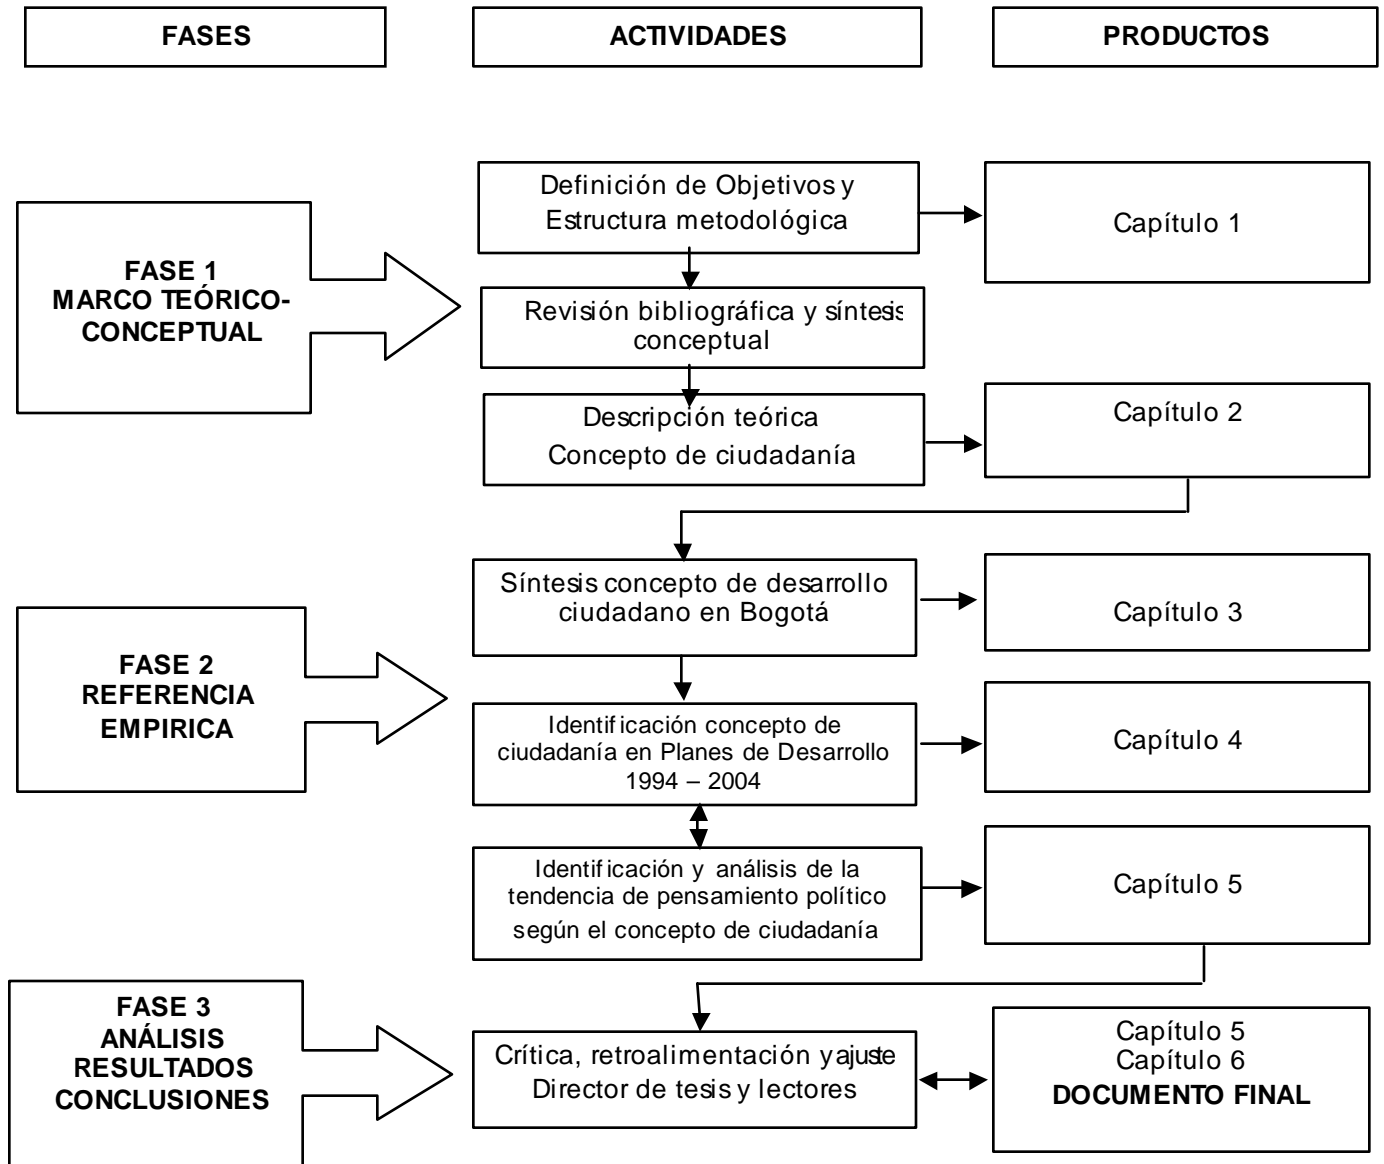 FASES
ACTIVIDADES
PRODUCTOS
FASE 1
MARCO TEÓRICO-
CONCEPTUAL
Definición de Objetivos y
Estructura metodológica
Capítulo 1
Revisión bibliográfica y síntesis
conceptual
Descripción teórica
Concepto de ciudadanía
Capítulo 2
FASE 2
REFERENCIA
EMPIRICA
Síntesis concepto de desarrollo
ciudadano en Bogotá
Capítulo 3
Identificación concepto de
ciudadanía en Planes de Desarrollo
1994 – 2004
Capítulo 4
Identificación y análisis de la
tendencia de pensamiento político
según el concepto de ciudadanía
Capítulo 5
FASE 3
ANÁLISIS
RESULTADOS
CONCLUSIONES
Crítica, retroalimentación y ajuste
Director de tesis y lectores
Capítulo 5
Capítulo 6
DOCUMENTO FINAL